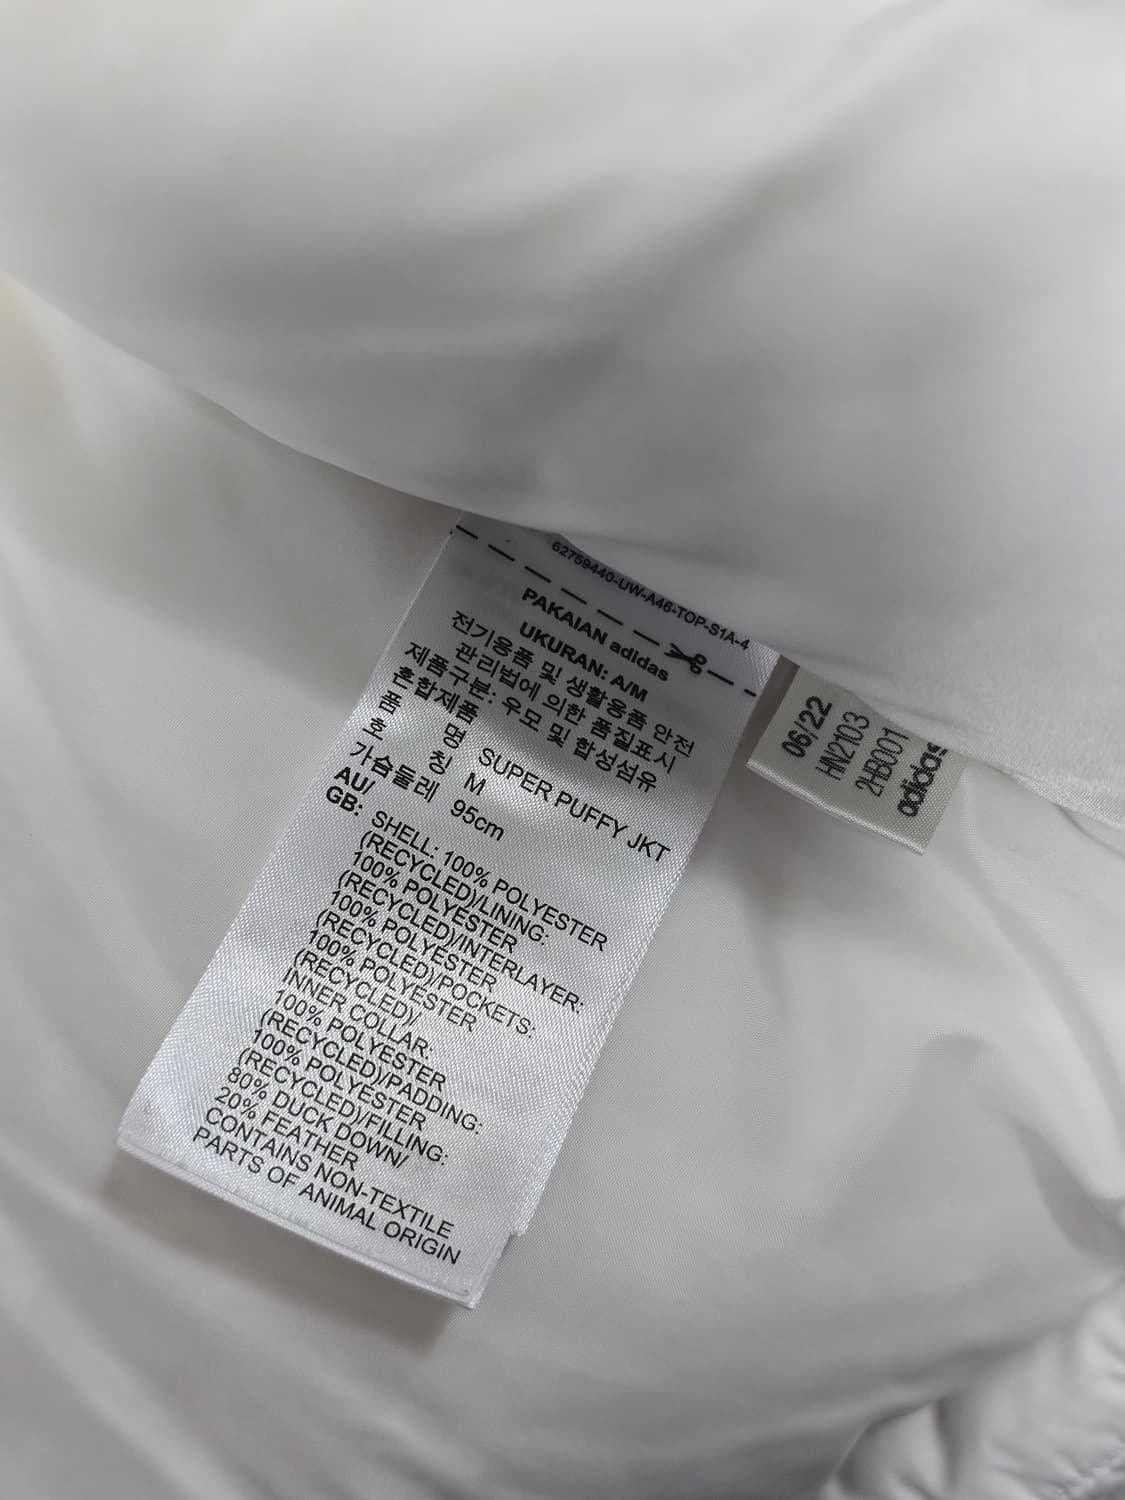 62759440-UW-A46-TOP-S1A-4
PAKAIAN adidas
UKURAN: A/M
전기용품 및 생활용품 안전
관리법에 의한 품질표시
제품구분: 우모 및 합성섬유
혼합제품
품 명 SUPER PUFFY JKT
호 칭 M
가슴둘레 95cm
AU/
GB: SHELL: 100% POLYESTER
(RECYCLED)/LINING:
100% POLYESTER
(RECYCLED)/INTERLAYER:
100% POLYESTER
(RECYCLED)/POCKETS:
100% POLYESTER
(RECYCLED)/
INNER COLLAR:
100% POLYESTER
(RECYCLED)/PADDING:
100% POLYESTER
(RECYCLED)/FILLING:
80% DUCK DOWN/
20% FEATHER
CONTAINS NON-TEXTILE
PARTS OF ANIMAL ORIGIN
06/22
HN2103
2HB001
adidas